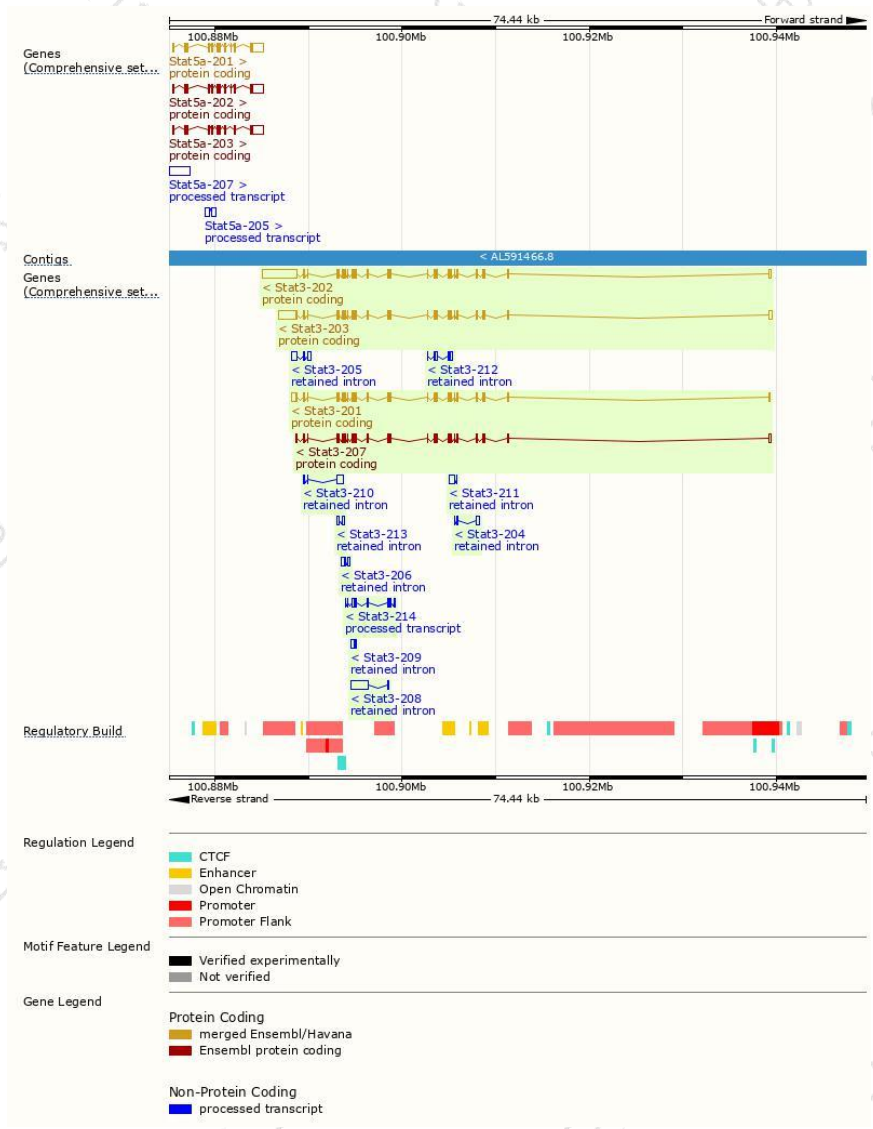 74.44 kb
Forward strand
100.88Mb 100.90Mb 100.92Mb 100.94Mb
Genes
(Comprehensive set...
Stat5a-201 >
protein coding
Stat5a-202 >
protein coding
Stat5a-203 >
protein coding
Stat5a-207 >
processed transcript
Stat5a-205 >
processed transcript
Contigs
< AL591466.8
Genes
(Comprehensive set...
< Stat3-202
protein coding
< Stat3-203
protein coding
< Stat3-205 < Stat3-212
retained intron retained intron
< Stat3-201
protein coding
< Stat3-207
protein coding
< Stat3-210 < Stat3-211
retained intron retained intron
< Stat3-213 < Stat3-204
retained intron retained intron
< Stat3-206
retained intron
< Stat3-214
processed transcript
< Stat3-209
retained intron
< Stat3-208
retained intron
Regulatory Build
100.88Mb 100.90Mb 100.92Mb 100.94Mb
Reverse strand 74.44 kb
Regulation Legend
CTCF
Enhancer
Open Chromatin
Promoter
Promoter Flank
Motif Feature Legend
Verified experimentally
Not verified
Gene Legend
Protein Coding
merged Ensembl/Havana
Ensembl protein coding
Non-Protein Coding
processed transcript